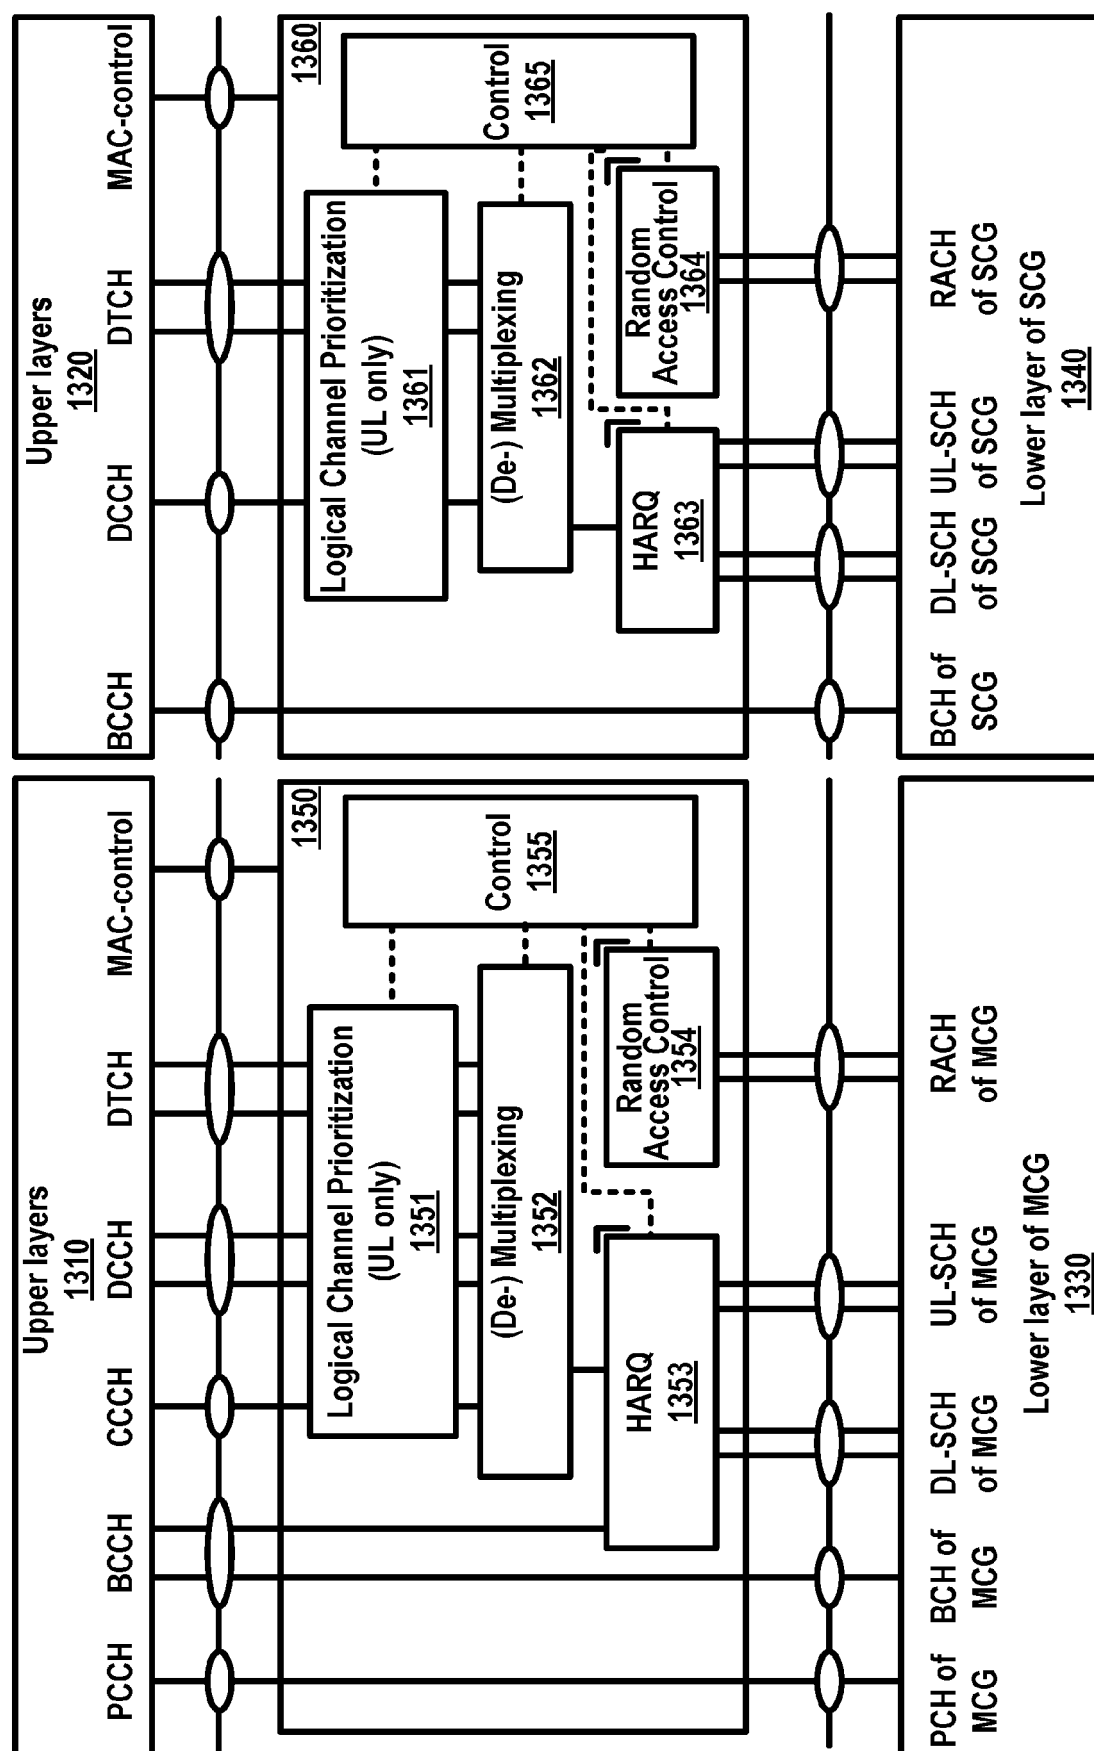 Upper layers
1310
PCCH
BCCH
CCCH
DCCH
DTCH
MAC-control
1350
Logical Channel Prioritization
(UL only)
1351
(De-) Multiplexing
1352
HARQ
1353
Random
Access Control
1354
Control
1355
PCH of
MCG
BCH of
MCG
DL-SCH
of MCG
UL-SCH
of MCG
RACH
of MCG
Lower layer of MCG
1330
Upper layers
1320
BCCH
DCCH
DTCH
MAC-control
1360
Logical Channel Prioritization
(UL only)
1361
(De-) Multiplexing
1362
HARQ
1363
Random
Access Control
1364
Control
1365
BCH of
SCG
DL-SCH
of SCG
UL-SCH
of SCG
RACH
of SCG
Lower layer of SCG
1340